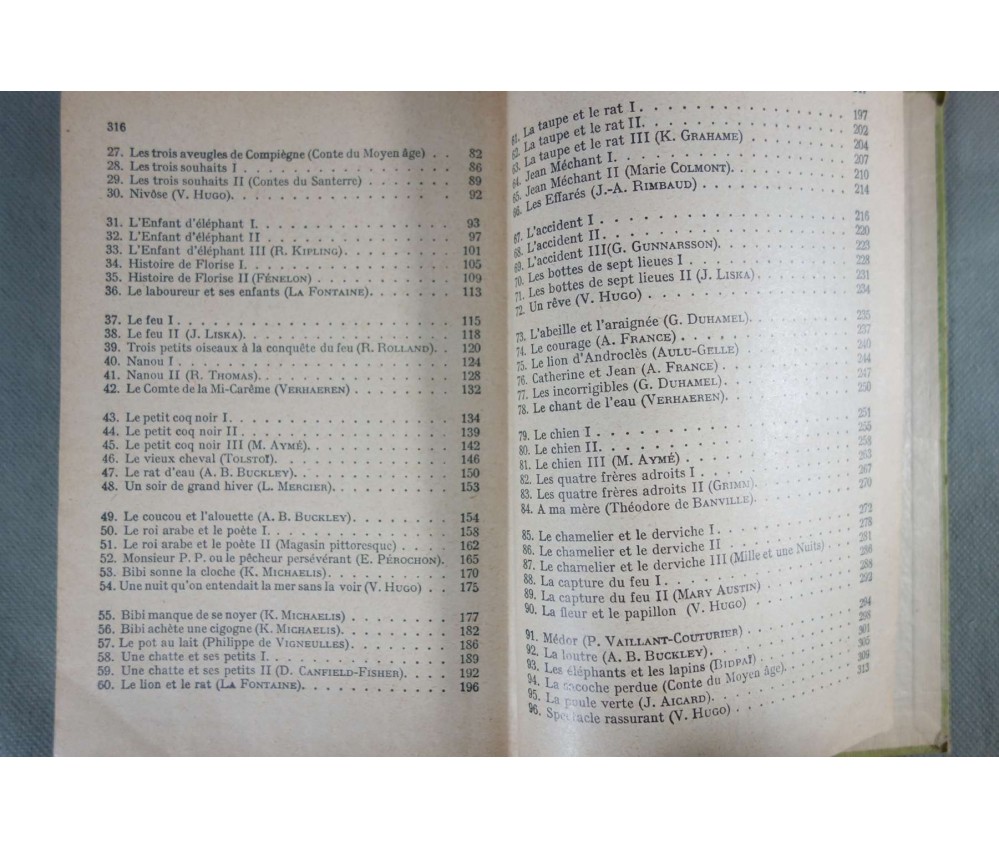 316
27. Les trois aveugles de Compiègne (Conte du Moyen âge) . . . 82
28. Les trois souhaits I . . . 86
29. Les trois souhaits II (Contes du Santerre) . . . 89
30. Nivôse (V. HUGO) . . . 92
31. L'Enfant d'éléphant I . . . 93
32. L'Enfant d'éléphant II . . . 97
33. L'Enfant d'éléphant III (R. KIPLING) . . . 101
34. Histoire de Florise I . . . 105
35. Histoire de Florise II (FÉNELON) . . . 109
36. Le laboureur et ses enfants (LA FONTAINE) . . . 113
37. Le feu I . . . 115
38. Le feu II (J. LISKA) . . . 118
39. Trois petits oiseaux à la conquête du feu (R. ROLLAND) . . . 120
40. Nanou I . . . 124
41. Nanou II (R. THOMAS) . . . 128
42. Le Comte de la Mi-Carême (VERHAEREN) . . . 132
43. Le petit coq noir I . . . 134
44. Le petit coq noir II . . . 139
45. Le petit coq noir III (M. AYMÉ) . . . 142
46. Le vieux cheval (TOLSTOÏ) . . . 146
47. Le rat d'eau (A. B. BUCKLEY) . . . 150
48. Un soir de grand hiver (L. MERCIER) . . . 153
49. Le coucou et l'alouette (A. B. BUCKLEY) . . . 154
50. Le roi arabe et le poète I . . . 158
51. Le roi arabe et le poète II (Magasin pittoresque) . . . 162
52. Monsieur P. P. ou le pêcheur persévérant (E. PÉROCHON). 165
53. Bibi sonne la cloche (K. MICHAELIS) . . . 170
54. Une nuit qu'on entendait la mer sans la voir (V. HUGO) . . . 175
55. Bibi manque de se noyer (K. MICHAELIS) . . . 177
56. Bibi achète une cigogne (K. MICHAELIS) . . . 182
57. Le pot au lait (Philippe de VIGNEULLES) . . . 186
58. Une chatte et ses petits I . . . 189
59. Une chatte et ses petits II (D. CANFIELD-FISHER) . . . 192
60. Le lion et le rat (LA FONTAINE) . . . 196
61. La taupe et le rat I . . . 197
62. La taupe et le rat II . . . 202
63. La taupe et le rat III (K. GRAHAME) . . . 204
64. Jean Méchant I . . . 207
65. Jean Méchant II (Marie COLMONT) . . . 210
66. Les Effarés (J.-A. RIMBAUD) . . . 214
67. L'accident I . . . 216
68. L'accident II . . . 220
69. L'accident III (G. GUNNARSSON) . . . 223
70. Les bottes de sept lieues I . . . 228
71. Les bottes de sept lieues II (J. LISKA) . . . 231
72. Un rêve (V. HUGO) . . . 234
73. L'abeille et l'araignée (G. DUHAMEL) . . . 235
74. Le courage (A. FRANCE) . . . 237
75. Le lion d'Androclès (AULU-GELLE) . . . 240
76. Catherine et Jean (A. FRANCE) . . . 244
77. Les incorrigibles (G. DUHAMEL) . . . 247
78. Le chant de l'eau (VERHAEREN) . . . 250
79. Le chien I . . . 251
80. Le chien II . . . 255
81. Le chien III (M. AYMÉ) . . . 258
82. Les quatre frères adroits I . . . 263
83. Les quatre frères adroits II (GRIMM) . . . 267
84. A ma mère (Théodore de BANVILLE) . . . 270
85. Le chamelier et le derviche I . . . 272
86. Le chamelier et le derviche II . . . 278
87. Le chamelier et le derviche III (Mille et une Nuits) . . . 281
88. La capture du feu I . . . 286
89. La capture du feu II (MARY AUSTIN) . . . 288
90. La fleur et le papillon (V. HUGO) . . . 292
91. Médor (P. VAILLANT-COUTURIER) . . . 294
92. La loutre (A. B. BUCKLEY) . . . 298
93. Les éléphants et les lapins (BIDPAÏ) . . . 301
94. La sacoche perdue (Conte du Moyen âge) . . . 305
95. La poule verte (J. AICARD) . . . 309
96. Spectacle rassurant (V. HUGO) . . . 313